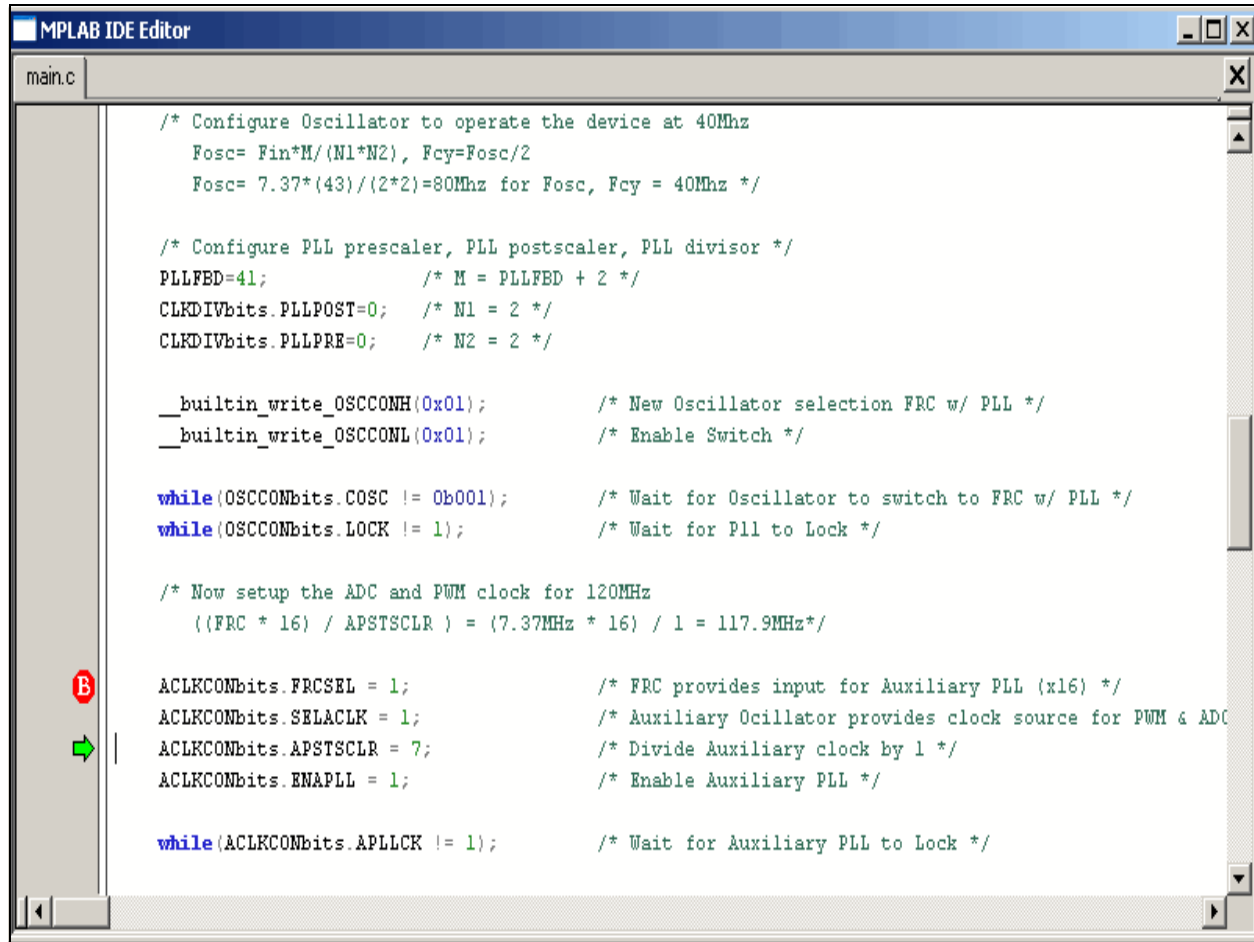 MPLAB IDE Editor
main.c
/* Configure Oscillator to operate the device at 40Mhz
Fosc= Fin*M/(N1*N2), Fcy=Fosc/2
Fosc= 7.37*(43)/(2*2)=80Mhz for Fosc, Fcy = 40Mhz */
/* Configure PLL prescaler, PLL postscaler, PLL divisor */
PLLFBD=41; /* M = PLLFBD + 2 */
CLKDIVbits.PLLPOST=0; /* N1 = 2 */
CLKDIVbits.PLLPRE=0; /* N2 = 2 */
__builtin_write_OSCCONH(0x01); /* New Oscillator selection FRC w/ PLL */
__builtin_write_OSCCONL(0x01); /* Enable Switch */
while(OSCCONbits.COSC != 0b001); /* Wait for Oscillator to switch to FRC w/ PLL */
while(OSCCONbits.LOCK != 1); /* Wait for Pll to Lock */
/* Now setup the ADC and PWM clock for 120MHz
((FRC * 16) / APSTSCLR ) = (7.37MHz * 16) / 1 = 117.9MHz*/
B ACLKCONbits.FRCSEL = 1; /* FRC provides input for Auxiliary PLL (x16) */
ACLKCONbits.SELACLK = 1; /* Auxiliary Ocillator provides clock source for PWM & ADC
ACLKCONbits.APSTSCLR = 7; /* Divide Auxiliary clock by 1 */
ACLKCONbits.ENAPLL = 1; /* Enable Auxiliary PLL */
while(ACLKCONbits.APLLCK != 1); /* Wait for Auxiliary PLL to Lock */